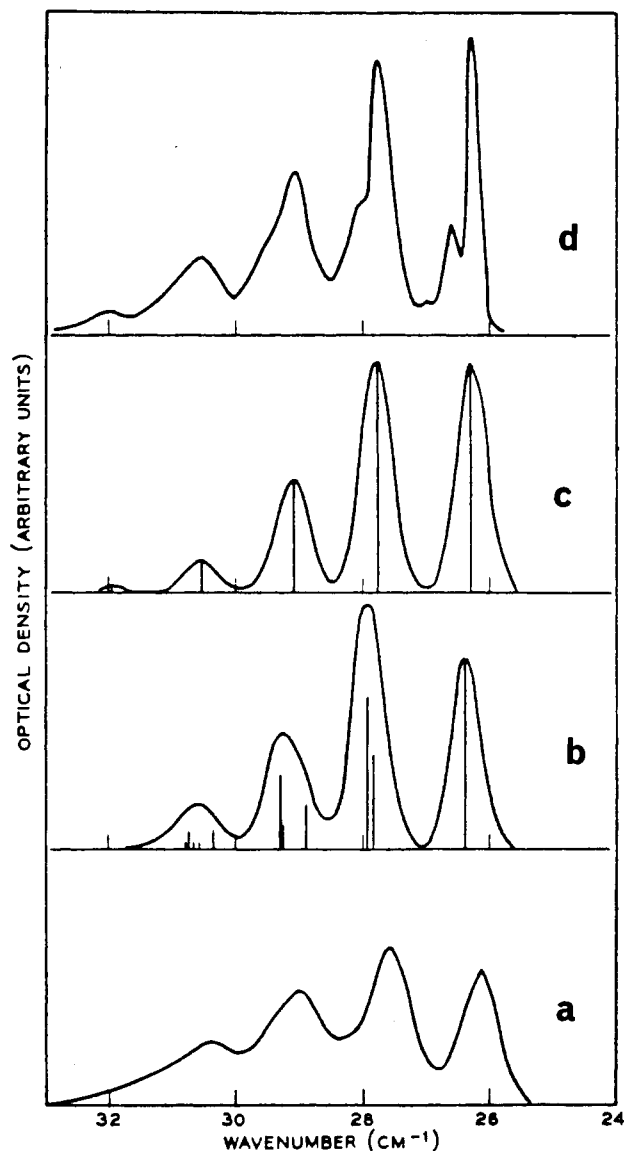 d
c
b
a
OPTICAL DENSITY (ARBITRARY UNITS)
32 30 28 26 24
WAVENUMBER (CM⁻¹)